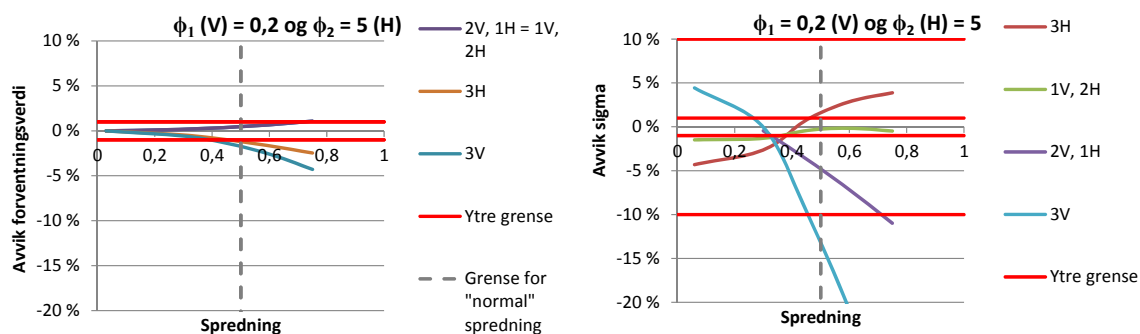 ϕ1 (V) = 0,2 og ϕ2 = 5 (H)
Avvik forventningsverdi
10 %
5 %
0 %
-5 %
-10 %
-15 %
-20 %
0
0,2
0,4
0,6
0,8
1
Spredning
2V, 1H = 1V,
2H
3H
3V
Ytre grense
Grense for
"normal"
spredning
ϕ1 = 0,2 (V) og ϕ2 (H) = 5
Avvik sigma
10 %
5 %
0 %
-5 %
-10 %
-15 %
-20 %
0
0,2
0,4
0,6
0,8
1
Spredning
3H
1V, 2H
2V, 1H
3V
Ytre grense